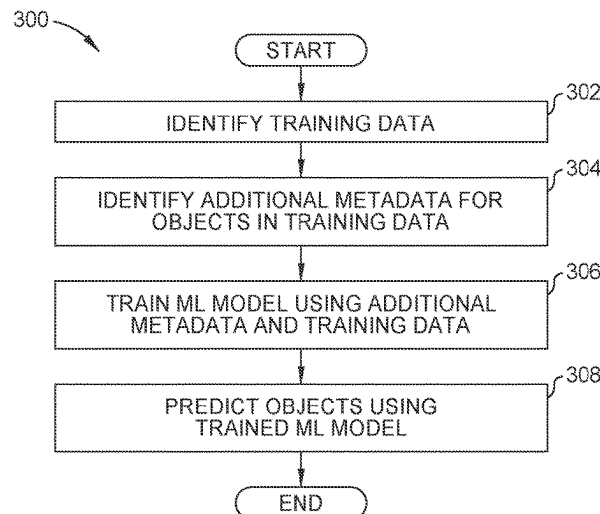 300
START
302
IDENTIFY TRAINING DATA
304
IDENTIFY ADDITIONAL METADATA FOR
OBJECTS IN TRAINING DATA
306
TRAIN ML MODEL USING ADDITIONAL
METADATA AND TRAINING DATA
308
PREDICT OBJECTS USING
TRAINED ML MODEL
END